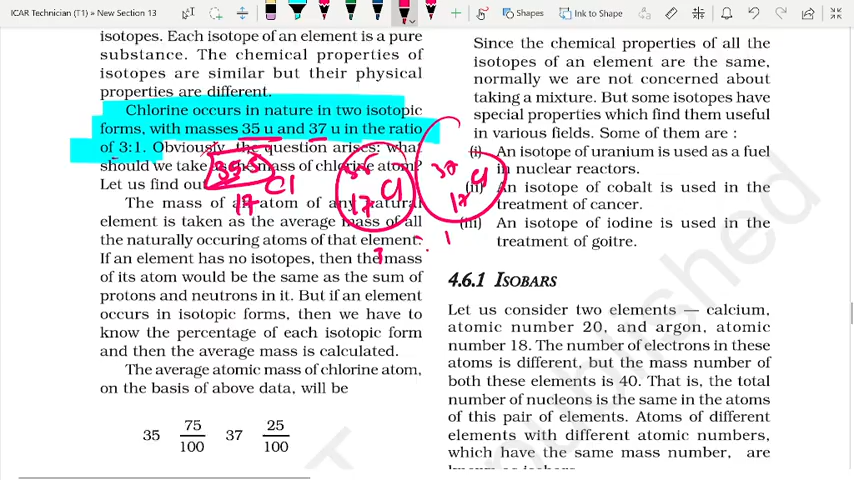 ICAR Technician (T1) » New Section 13
Shapes
Ink to Shape
isotopes. Each isotope of an element is a pure
substance. The chemical properties of
isotopes are similar but their physical
properties are different.
Chlorine occurs in nature in two isotopic
forms, with masses 35 u and 37 u in the ratio
of 3:1. Obviously, the question arises: what
should we take as the mass of chlorine atom?
Let us find out
The mass of an atom of any natural
element is taken as the average mass of all
the naturally occuring atoms of that element.
If an element has no isotopes, then the mass
of its atom would be the same as the sum of
protons and neutrons in it. But if an element
occurs in isotopic forms, then we have to
know the percentage of each isotopic form
and then the average mass is calculated.
The average atomic mass of chlorine atom,
on the basis of above data, will be
35 75/100 37 25/100
35.5
17 Cl
35
17 Cl
37
17 Cl
3 : 1
Since the chemical properties of all the
isotopes of an element are the same,
normally we are not concerned about
taking a mixture. But some isotopes have
special properties which find them useful
in various fields. Some of them are :
(i) An isotope of uranium is used as a fuel
in nuclear reactors.
(ii) An isotope of cobalt is used in the
treatment of cancer.
(iii) An isotope of iodine is used in the
treatment of goitre.
4.6.1 ISOBARS
Let us consider two elements — calcium,
atomic number 20, and argon, atomic
number 18. The number of electrons in these
atoms is different, but the mass number of
both these elements is 40. That is, the total
number of nucleons is the same in the atoms
of this pair of elements. Atoms of different
elements with different atomic numbers,
which have the same mass number, are
known as isobars.